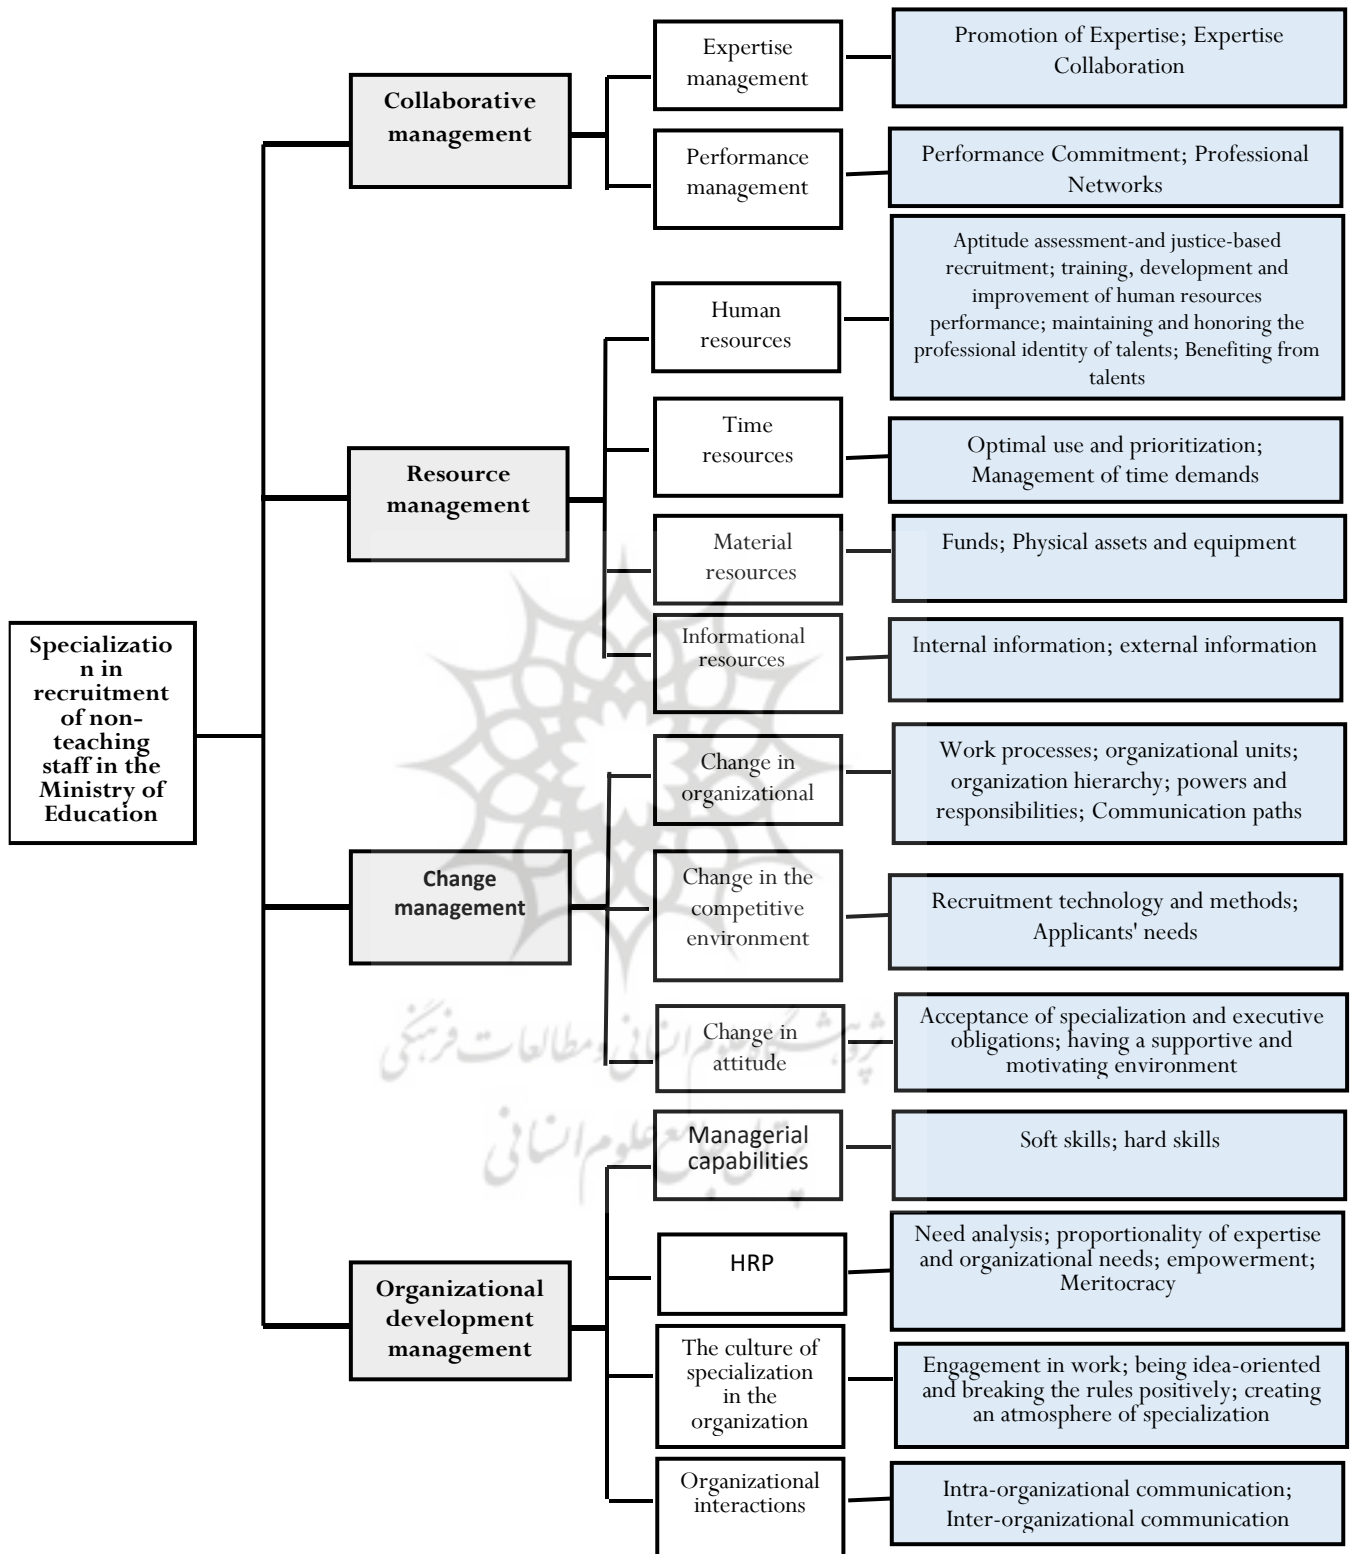 Specializatio
n in
recruitment
of non-
teaching
staff in the
Ministry of
Education
Collaborative
management
Expertise
management
Promotion of Expertise; Expertise
Collaboration
Performance
management
Performance Commitment; Professional
Networks
Resource
management
Human
resources
Aptitude assessment-and justice-based
recruitment; training, development and
improvement of human resources
performance; maintaining and honoring the
professional identity of talents; Benefiting from
talents
Time
resources
Optimal use and prioritization;
Management of time demands
Material
resources
Funds; Physical assets and equipment
Informational
resources
Internal information; external information
Change
management
Change in
organizational
Work processes; organizational units;
organization hierarchy; powers and
responsibilities; Communication paths
Change in the
competitive
environment
Recruitment technology and methods;
Applicants' needs
Change in
attitude
Acceptance of specialization and executive
obligations; having a supportive and
motivating environment
Organizational
development
management
Managerial
capabilities
Soft skills; hard skills
HRP
Need analysis; proportionality of expertise
and organizational needs; empowerment;
Meritocracy
The culture of
specialization
in the
organization
Engagement in work; being idea-oriented
and breaking the rules positively; creating
an atmosphere of specialization
Organizational
interactions
Intra-organizational communication;
Inter-organizational communication
پژوهشگاه علوم انسانی و مطالعات فرهنگی
پرتال جامع علوم انسانی